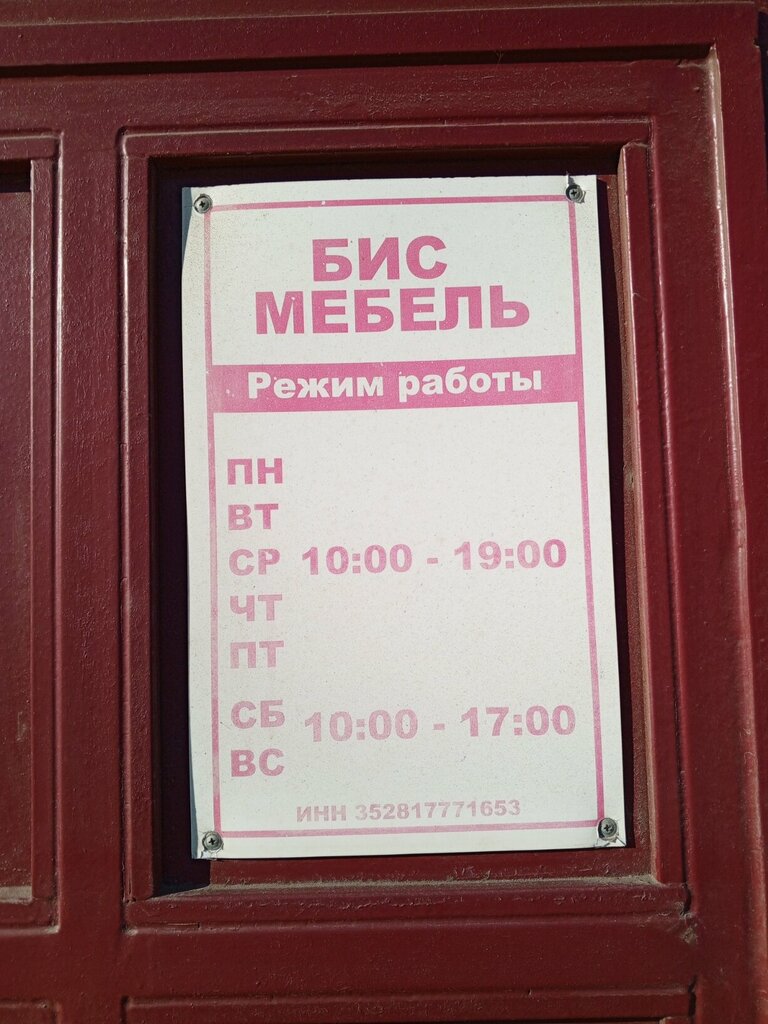 БИС
МЕБЕЛЬ
Режим работы
ПН
ВТ
СР 10:00 - 19:00
ЧТ
ПТ
СБ 10:00 - 17:00
ВС
ИНН 352817771653